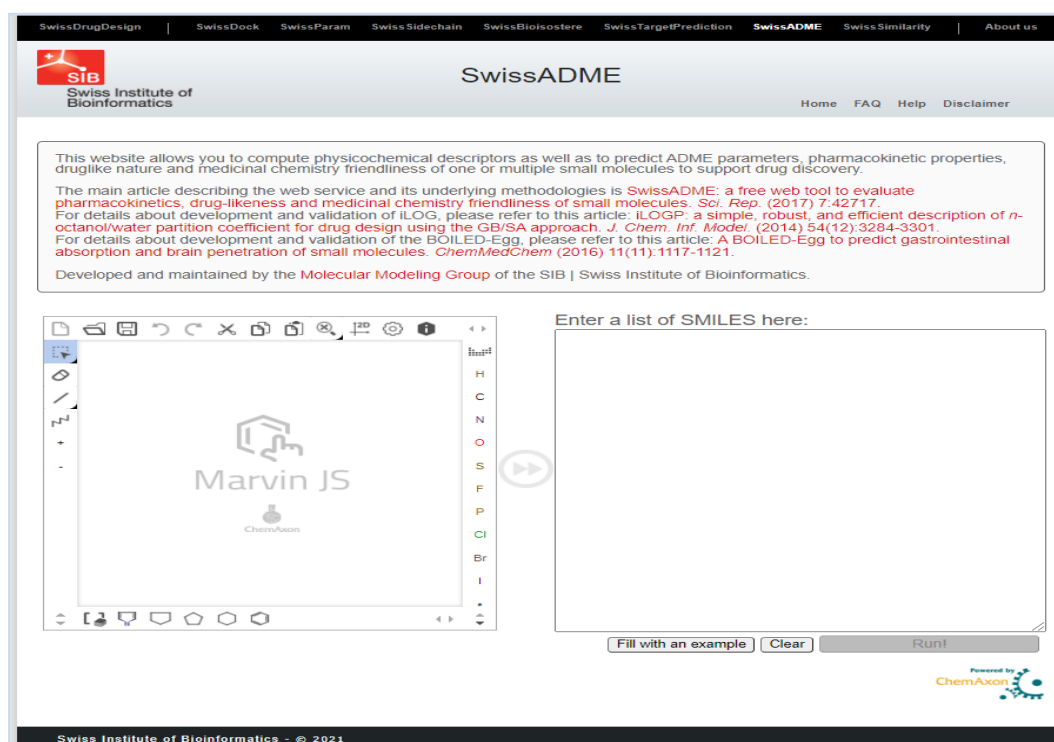 SwissDrugDesign | SwissDock SwissParam SwissSidechain SwissBioisostere SwissTargetPrediction SwissADME SwissSimilarity | About us
SIB
Swiss Institute of
Bioinformatics
SwissADME
Home FAQ Help Disclaimer
This website allows you to compute physicochemical descriptors as well as to predict ADME parameters, pharmacokinetic properties,
druglike nature and medicinal chemistry friendliness of one or multiple small molecules to support drug discovery.
The main article describing the web service and its underlying methodologies is SwissADME: a free web tool to evaluate
pharmacokinetics, drug-likeness and medicinal chemistry friendliness of small molecules. Sci. Rep. (2017) 7:42717.
For details about development and validation of iLOG, please refer to this article: iLOGP: a simple, robust, and efficient description of n-
octanol/water partition coefficient for drug design using the GB/SA approach. J. Chem. Inf. Model. (2014) 54(12):3284-3301.
For details about development and validation of the BOILED-Egg, please refer to this article: A BOILED-Egg to predict gastrointestinal
absorption and brain penetration of small molecules. ChemMedChem (2016) 11(11):1117-1121.
Developed and maintained by the Molecular Modeling Group of the SIB | Swiss Institute of Bioinformatics.
Enter a list of SMILES here:
2D
H
C
N
O
S
F
P
Cl
Br
I
Marvin JS
ChemAxon
Fill with an example Clear Run!
Powered by
ChemAxon
Swiss Institute of Bioinformatics - © 2021